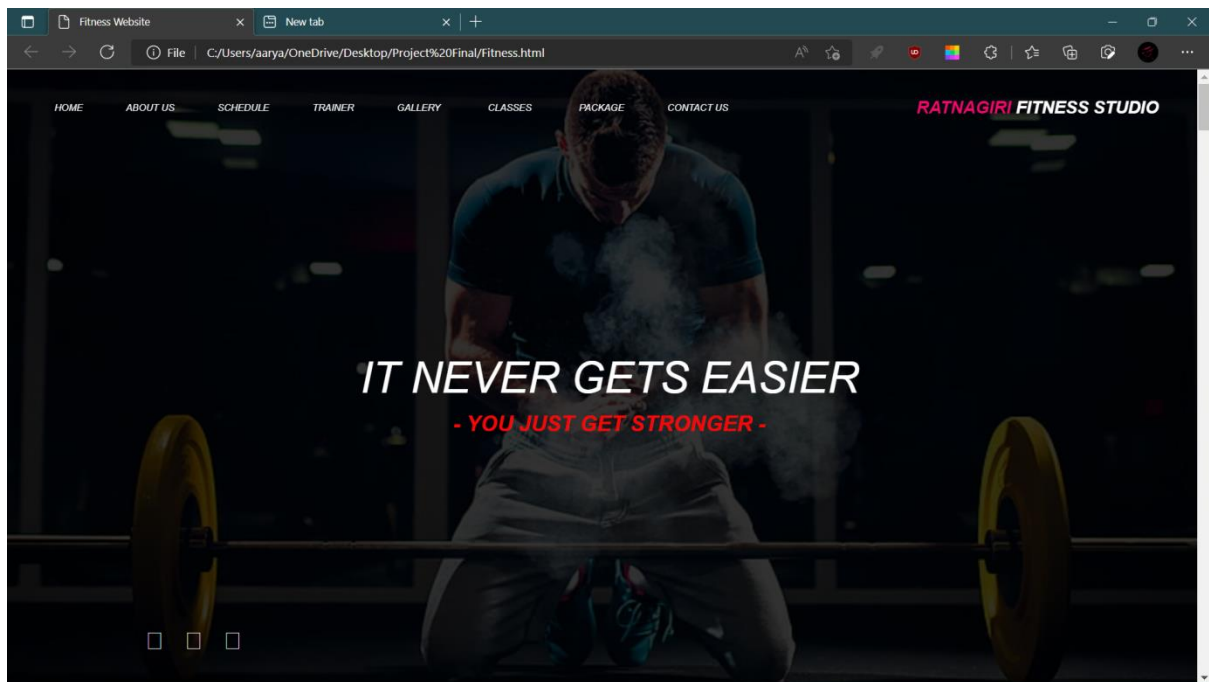 Fitness Website
New tab
File
C:/Users/aarya/OneDrive/Desktop/Project%20Final/Fitness.html
HOME ABOUT US SCHEDULE TRAINER GALLERY CLASSES PACKAGE CONTACT US
RATNAGIRI FITNESS STUDIO
IT NEVER GETS EASIER
- YOU JUST GET STRONGER -